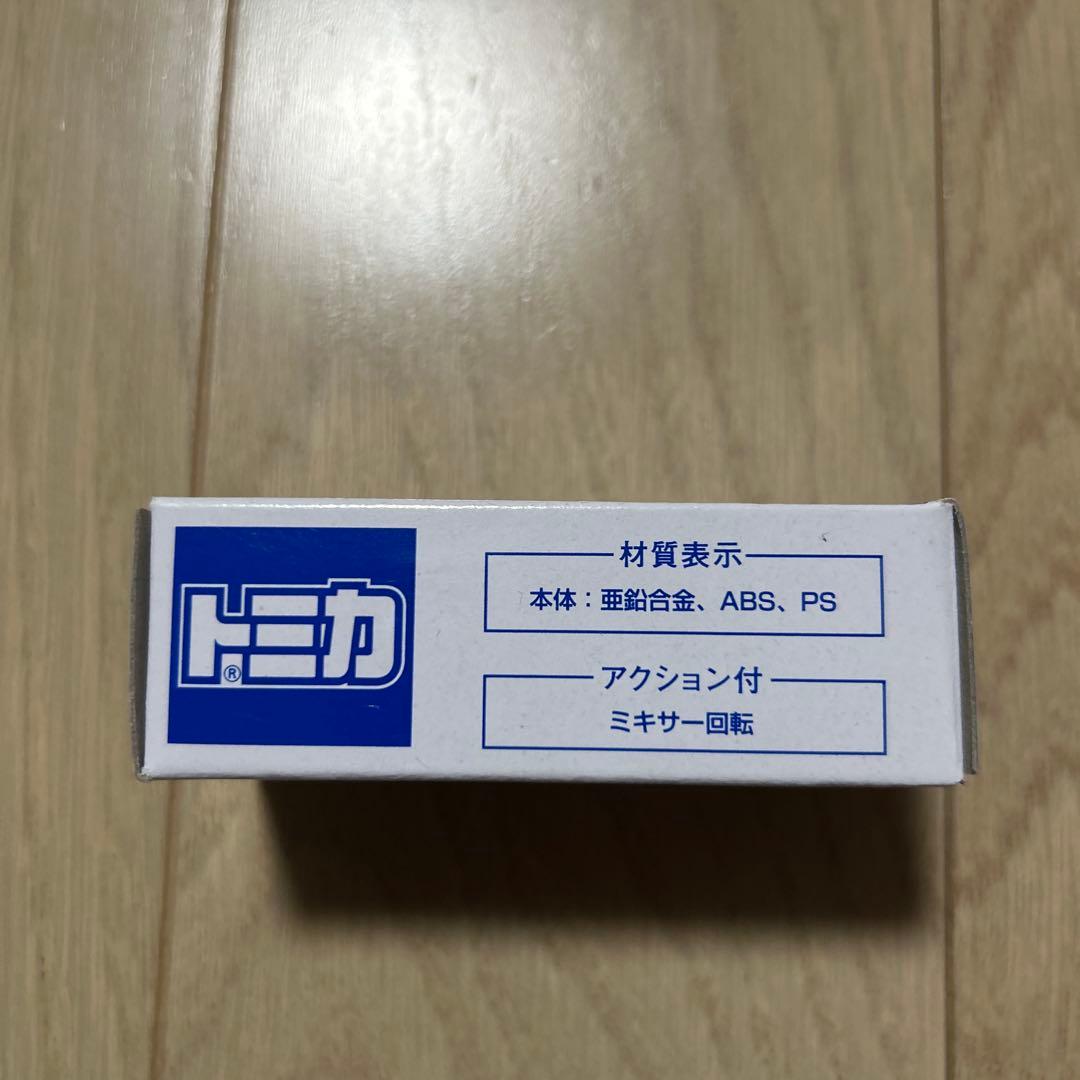 トミカ®
材質表示
本体：亜鉛合金、ABS、PS
アクション付
ミキサー回転